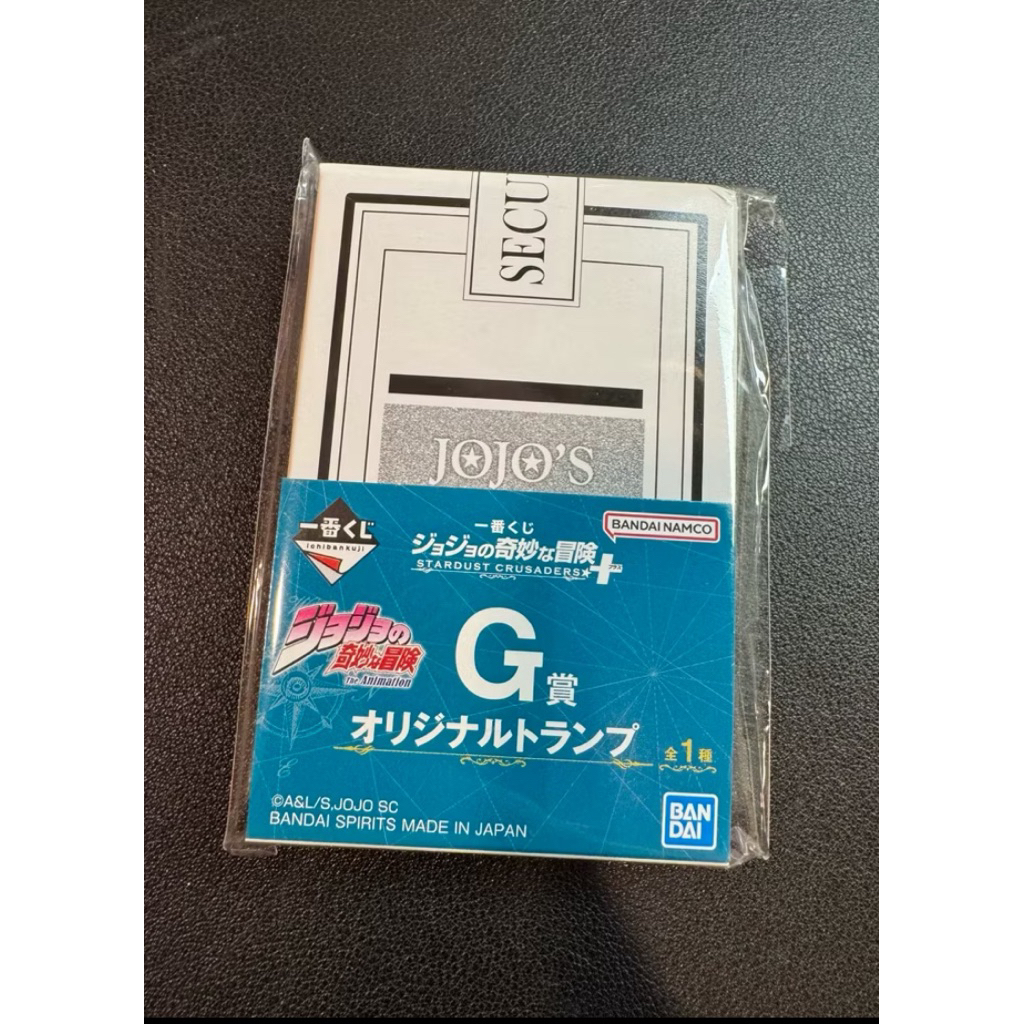 SECU
JOJO'S
一番くじ
ichibankuji
一番くじ
ジョジョの奇妙な冒険
STARDUST CRUSADERS★
+
プラス
BANDAI NAMCO
ジョジョの
奇妙な冒険
The Animation
G賞
オリジナルトランプ
全1種
©A&L/S,JOJO SC
BANDAI SPIRITS MADE IN JAPAN
BAN
DAI